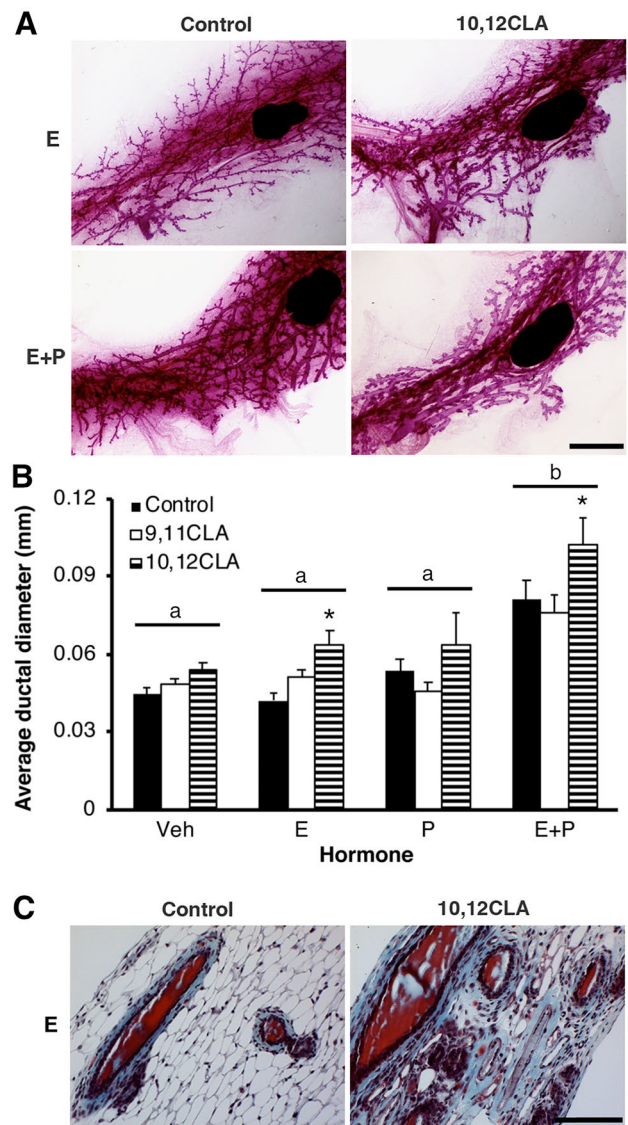 A
Control
10,12CLA
E
E+P
B
Average ductal diameter (mm)
0.12
0.09
0.06
0.03
0
Control
9,11CLA
10,12CLA
a
a
*
a
b
*
Veh
E
P
E+P
Hormone
C
Control
10,12CLA
E